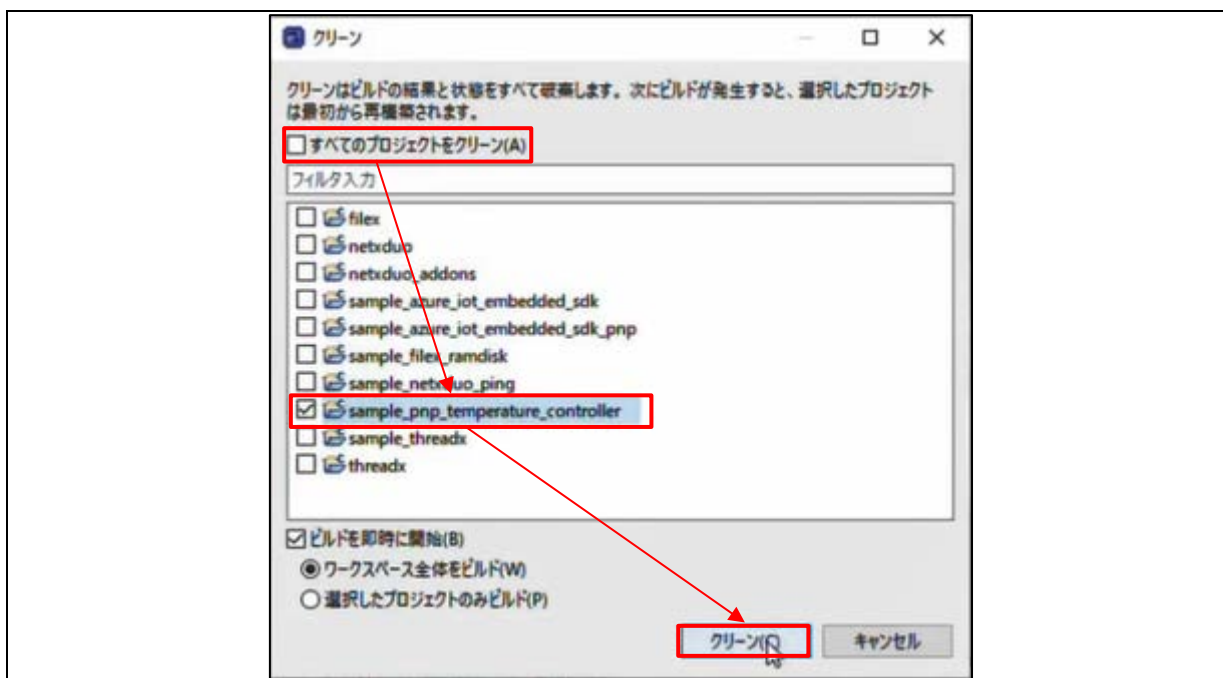 クリーン
クリーンはビルドの結果と状態をすべて破棄します。次にビルドが発生すると、選択したプロジェクト
は最初から再構築されます。
すべてのプロジェクトをクリーン(A)
フィルタ入力
filex
netxduo
netxduo_addons
sample_azure_iot_embedded_sdk
sample_azure_iot_embedded_sdk_pnp
sample_filex_ramdisk
sample_netxduo_ping
sample_pnp_temperature_controller
sample_threadx
threadx
ビルドを即時に開始(B)
ワークスペース全体をビルド(W)
選択したプロジェクトのみビルド(P)
クリーン(
キャンセル